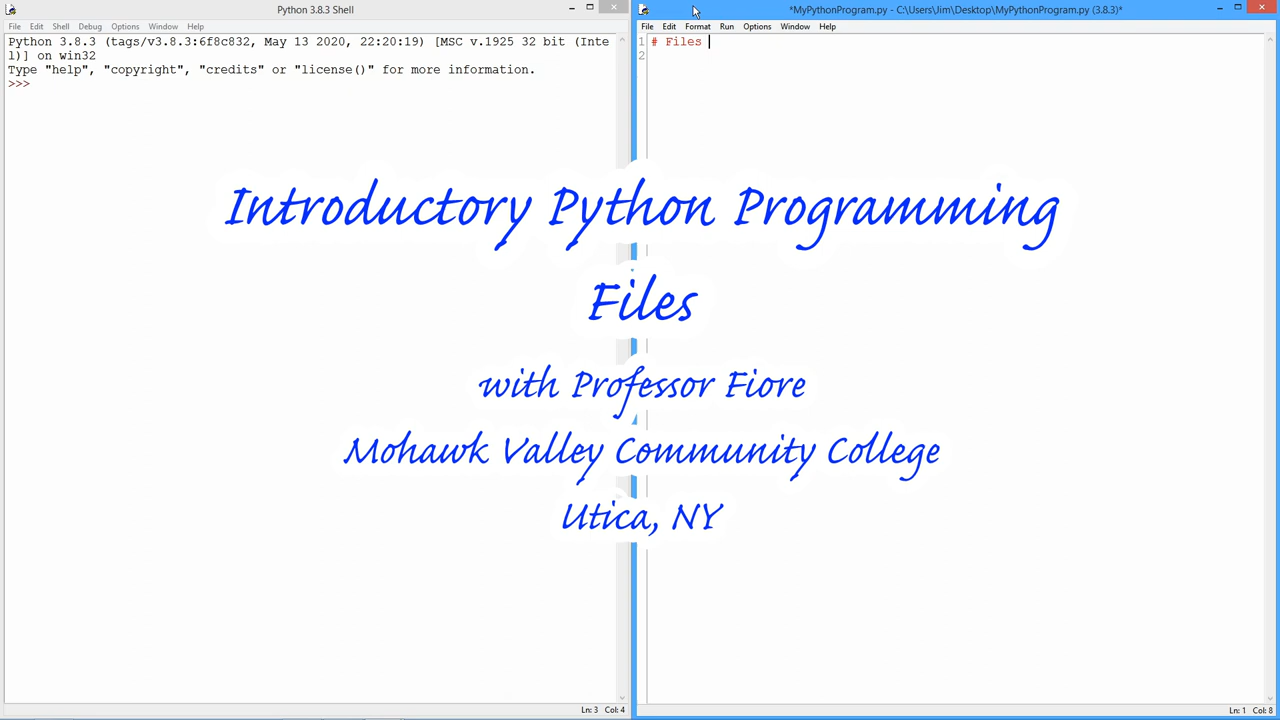 Python 3.8.3 Shell
File Edit Shell Debug Options Window Help
Python 3.8.3 (tags/v3.8.3:6f8c832, May 13 2020, 22:20:19) [MSC v.1925 32 bit (Inte
l)] on win32
Type "help", "copyright", "credits" or "license()" for more information.
>>>
Ln: 3 Col: 4
*MyPythonProgram.py - C:\Users\Jim\Desktop\MyPythonProgram.py (3.8.3)*
File Edit Format Run Options Window Help
1 # Files
2
Ln: 1 Col: 8
Introductory Python Programming
Files
with Professor Fiore
Mohawk Valley Community College
Utica, NY